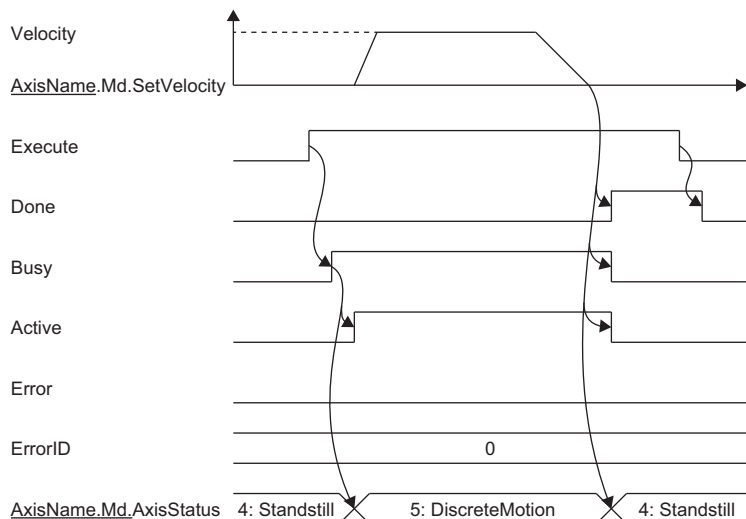 Velocity
AxisName.Md.SetVelocity
Execute
Done
Busy
Active
Error
ErrorID 0
AxisName.Md.AxisStatus 4: Standstill 5: DiscreteMotion 4: Standstill